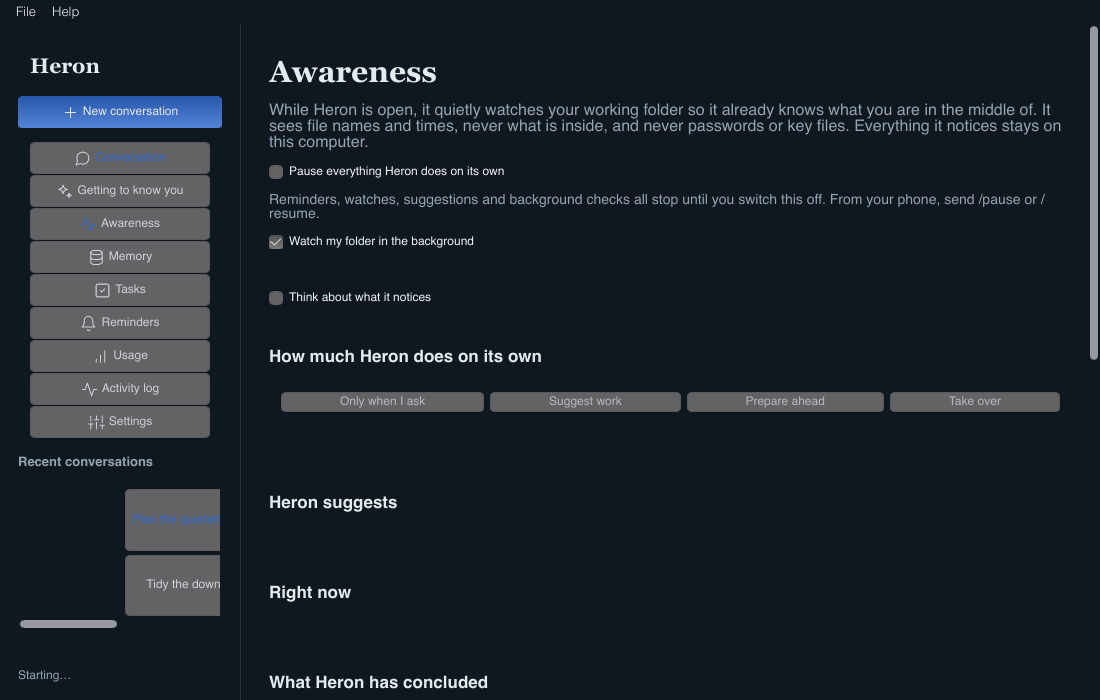 File Help
Heron
New conversation
Conversation
Getting to know you
Awareness
Memory
Tasks
Reminders
Usage
Activity log
Settings
Recent conversations
Tidy the down
Starting…
Awareness
While Heron is open, it quietly watches your working folder so it already knows what you are in the middle of. It
sees file names and times, never what is inside, and never passwords or key files. Everything it notices stays on
this computer.
Pause everything Heron does on its own
Reminders, watches, suggestions and background checks all stop until you switch this off. From your phone, send /pause or /
resume.
Watch my folder in the background
Think about what it notices
How much Heron does on its own
Only when I ask
Suggest work
Prepare ahead
Take over
Heron suggests
Right now
What Heron has concluded